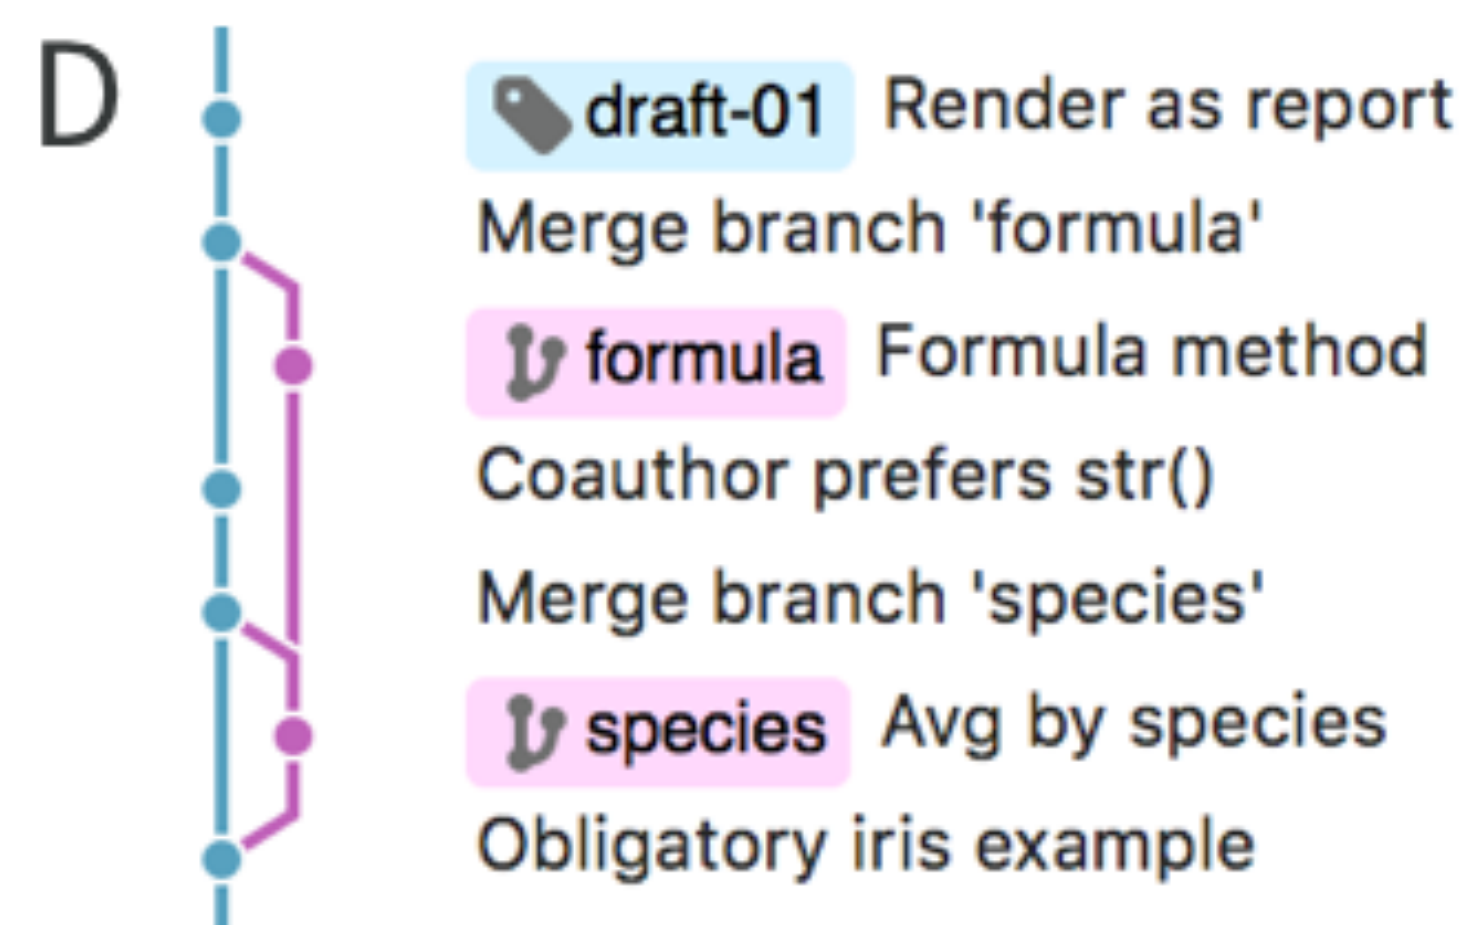 D
draft-01 Render as report
Merge branch 'formula'
formula Formula method
Coauthor prefers str()
Merge branch 'species'
species Avg by species
Obligatory iris example